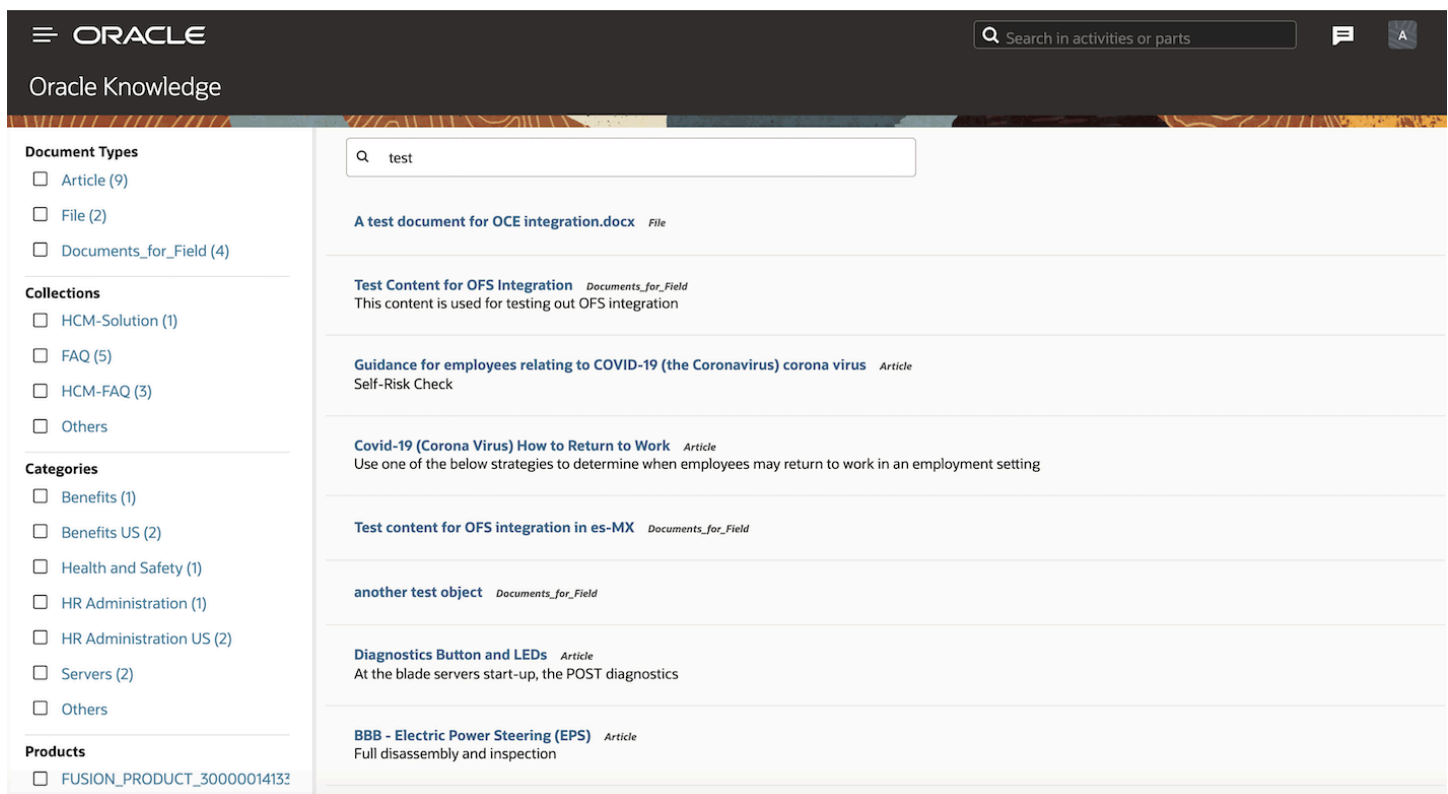 ORACLE
Search in activities or parts
A
Oracle Knowledge
Document Types
Article (9)
File (2)
Documents_for_Field (4)
Collections
HCM-Solution (1)
FAQ (5)
HCM-FAQ (3)
Others
Categories
Benefits (1)
Benefits US (2)
Health and Safety (1)
HR Administration (1)
HR Administration US (2)
Servers (2)
Others
Products
FUSION_PRODUCT_30000014133
test
A test document for OCE integration.docx File
Test Content for OFS Integration Documents_for_Field
This content is used for testing out OFS integration
Guidance for employees relating to COVID-19 (the Coronavirus) corona virus Article
Self-Risk Check
Covid-19 (Corona Virus) How to Return to Work Article
Use one of the below strategies to determine when employees may return to work in an employment setting
Test content for OFS integration in es-MX Documents_for_Field
another test object Documents_for_Field
Diagnostics Button and LEDs Article
At the blade servers start-up, the POST diagnostics
BBB - Electric Power Steering (EPS) Article
Full disassembly and inspection